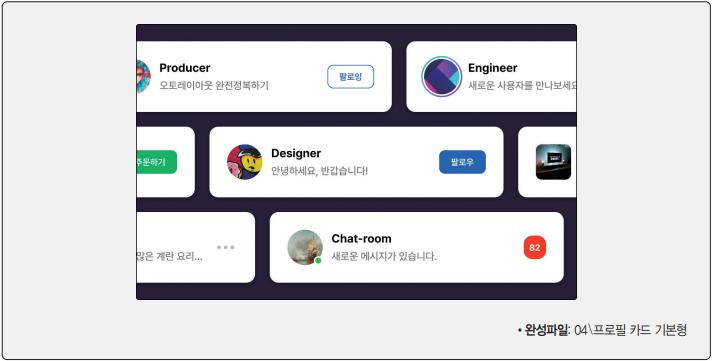 Producer
오토레이아웃 완전정복하기
팔로잉
Engineer
새로운 사용자를 만나보세요
주문하기
Designer
안녕하세요, 반갑습니다!
팔로우
많은 계란 요리...
Chat-room
새로운 메시지가 있습니다.
82
• 완성파일: 04\프로필 카드 기본형